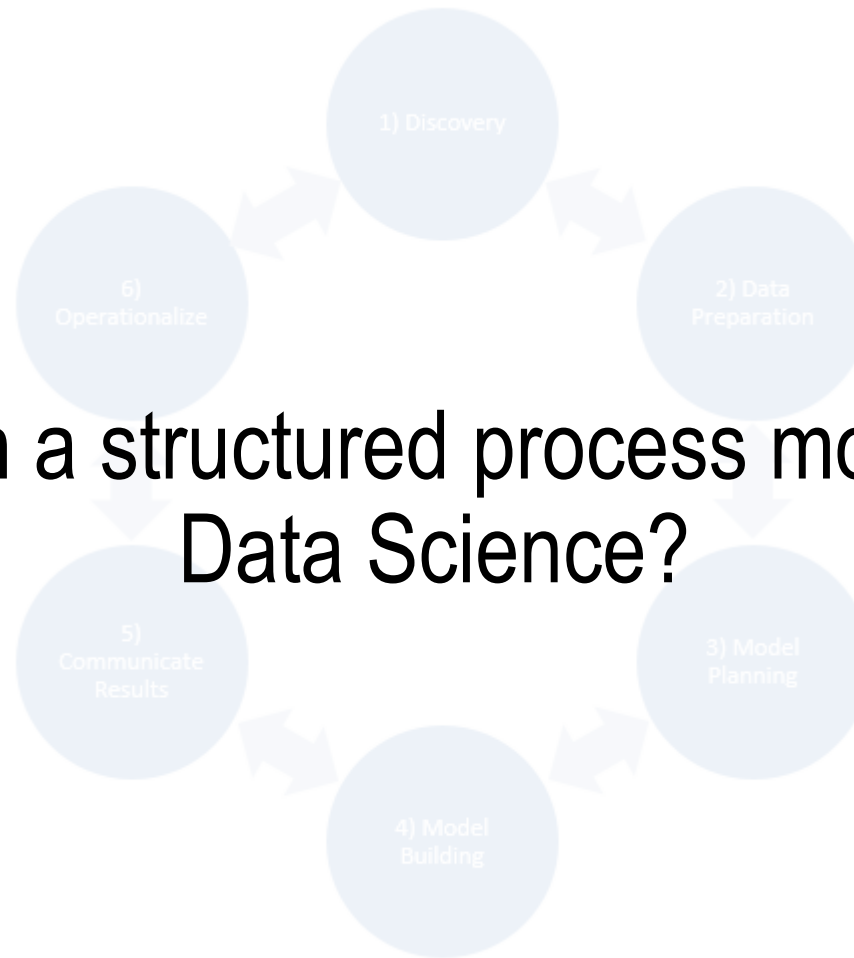 1) Discovery
6)
Operationalize
2) Data
Preparation
a structured process
Data Science?
5)
Communicate
Results
3) Model
Planning
4) Model
Building